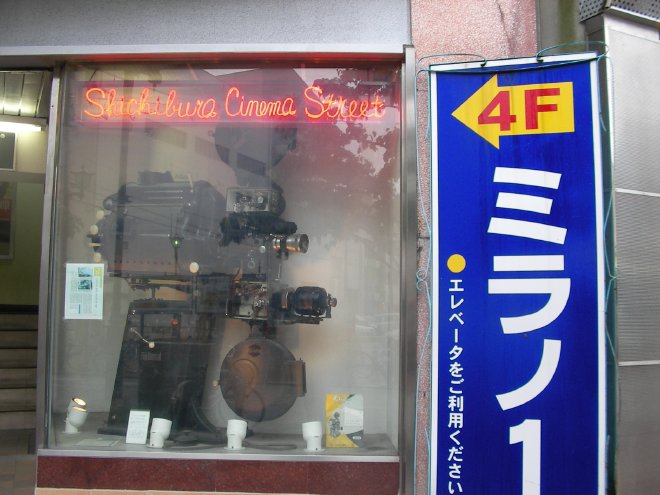 Shichibura Cinema Street
4F
ミラノ1
エレベータをご利用ください